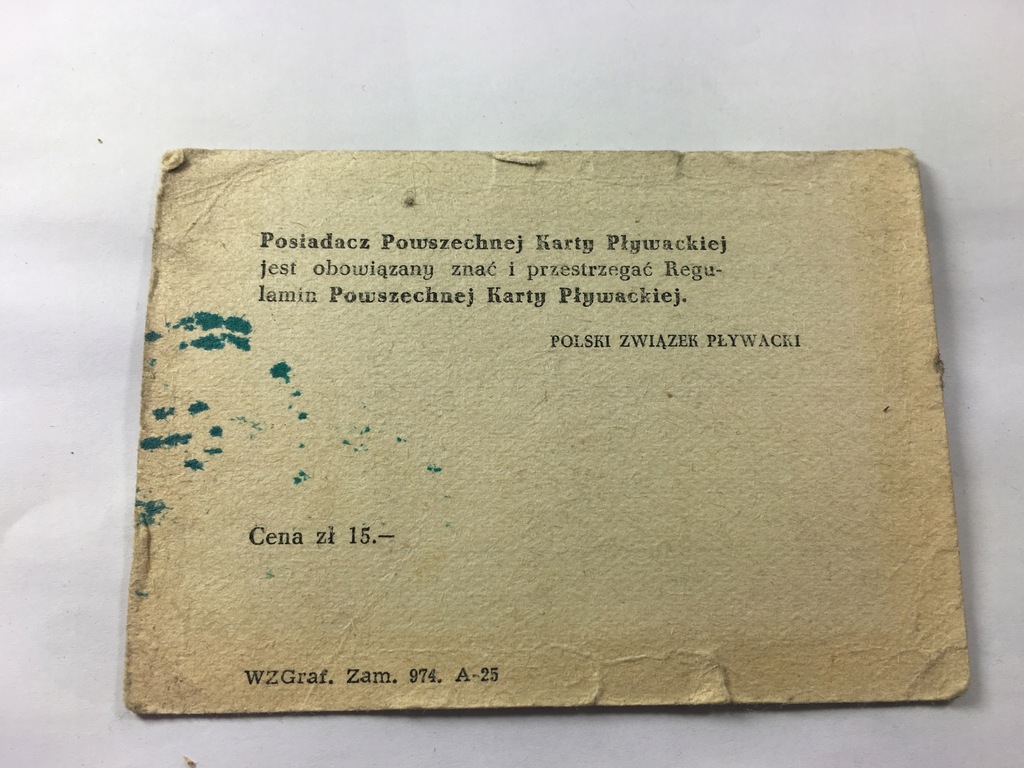 Posiadacz Powszechnej Karty Pływackiej
jest obowiązany znać i przestrzegać Regu-
lamin Powszechnej Karty Pływackiej.
POLSKI ZWIĄZEK PŁYWACKI
Cena zł 15.—
WZGraf. Zam. 974. A-25